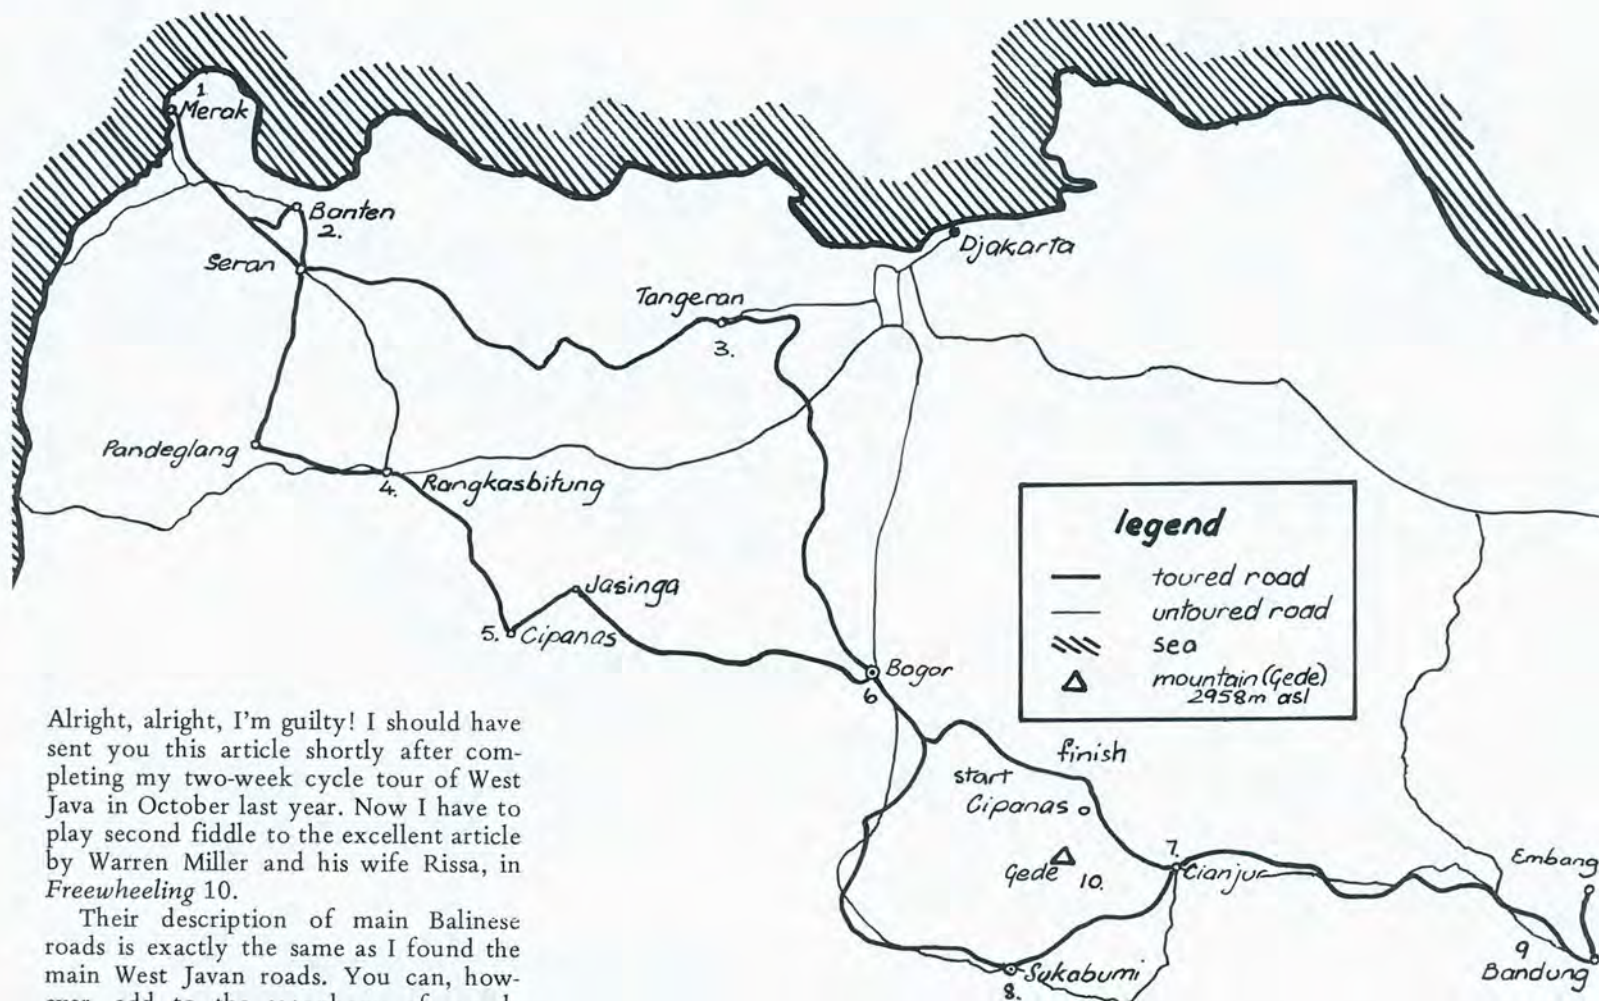 1
Merak
Banten
2.
Seran
Djakarta
Tangeran
3.
Pandeglang
4.
Rangkasbitung
legend
toured road
untoured road
sea
mountain (Gede)
2958m asl
Jasinga
5. Cipanas
Bogor
6
finish
start
Cipanas
7.
Cianjur
Gede 10.
Embang
9
Bandung
Sukabumi
8.
Alright, alright, I'm guilty! I should have
sent you this article shortly after com-
pleting my two-week cycle tour of West
Java in October last year. Now I have to
play second fiddle to the excellent article
by Warren Miller and his wife Rissa, in
Freewheeling 10.
Their description of main Balinese
roads is exactly the same as I found the
main West Javan roads. You can, how-